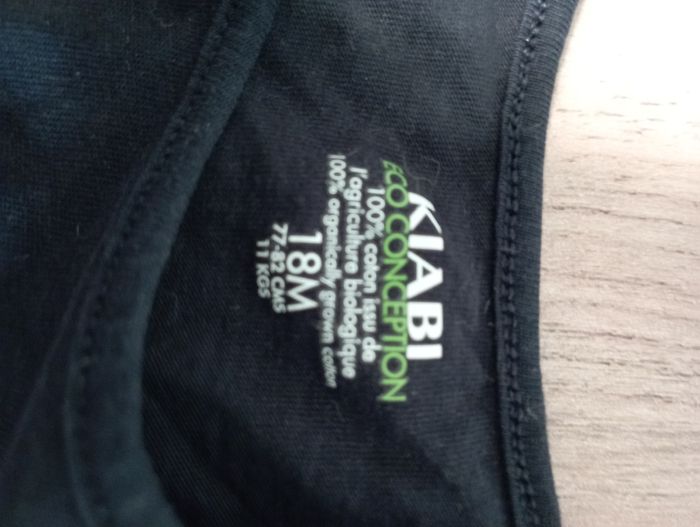 KIABI
ECO CONCEPTION
100% coton issu de
l'agriculture biologique
100% organically grown cotton
18M
77-82 CMS
11 KGS